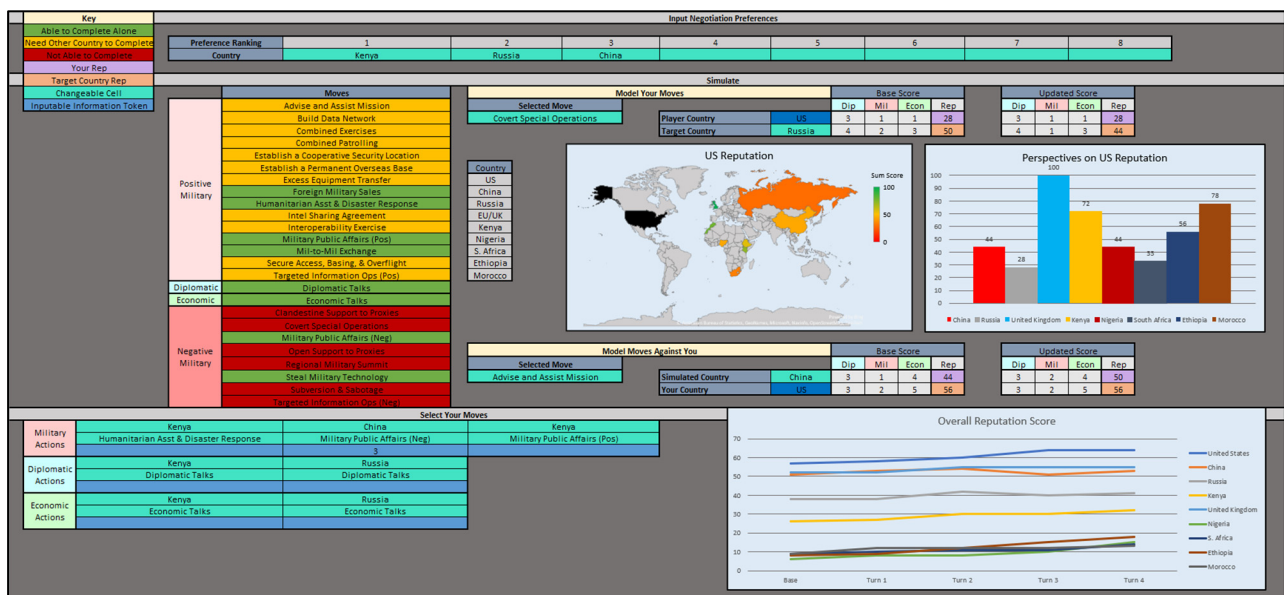 Key
Able to Complete Alone
Need Other Country to Complete
Not Able to Complete
Your Rep
Target Country Rep
Changeable Cell
Inputable Information Token
Input Negotiation Preferences
Preference Ranking 1 2 3 4 5 6 7 8
Country Kenya Russia China
Simulate
Moves
Positive Military
Advise and Assist Mission
Build Data Network
Combined Exercises
Combined Patrolling
Establish a Cooperative Security Location
Establish a Permanent Overseas Base
Excess Equipment Transfer
Foreign Military Sales
Humanitarian Asst & Disaster Response
Intel Sharing Agreement
Interoperability Exercise
Military Public Affairs (Pos)
Mil-to-Mil Exchange
Secure Access, Basing, & Overflight
Targeted Information Ops (Pos)
Diplomatic Diplomatic Talks
Economic Economic Talks
Negative Military
Clandestine Support to Proxies
Covert Special Operations
Military Public Affairs (Neg)
Open Support to Proxies
Regional Military Summit
Steal Military Technology
Subversion & Sabotage
Targeted Information Ops (Neg)
Model Your Moves Base Score Updated Score
Selected Move Dip Mil Econ Rep Dip Mil Econ Rep
Covert Special Operations Player Country US 3 1 1 28 3 1 1 28
Target Country Russia 4 2 3 50 4 1 3 44
Country
US
China
Russia
EU/UK
Kenya
Nigeria
S. Africa
Ethiopia
Morocco
US Reputation
Sum Score
100
50
0
Perspectives on US Reputation
100
90
80
70
60
50
40
30
20
10
0
44 28 100 72 44 33 56 78
China Russia United Kingdom Kenya Nigeria South Africa Ethiopia Morocco
Model Moves Against You Base Score Updated Score
Selected Move Dip Mil Econ Rep Dip Mil Econ Rep
Advise and Assist Mission Simulated Country China 3 1 4 44 3 2 4 50
Your Country US 3 2 5 56 3 2 5 56
Select Your Moves
Military Actions
Kenya China Kenya
Humanitarian Asst & Disaster Response Military Public Affairs (Neg) Military Public Affairs (Pos)
3
Diplomatic Actions
Kenya Russia
Diplomatic Talks Diplomatic Talks
Economic Actions
Kenya Russia
Economic Talks Economic Talks
Overall Reputation Score
70
60
50
40
30
20
10
0
Base Turn 1 Turn 2 Turn 3 Turn 4
United States
China
Russia
Kenya
United Kingdom
Nigeria
S. Africa
Ethiopia
Morocco